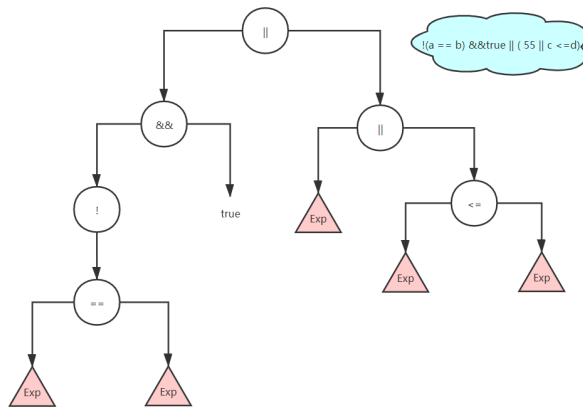 ||
!(a == b) &&true || ( 55 || c <=d)
&&
||
!
true
Exp
<=
Exp
Exp
==
Exp
Exp